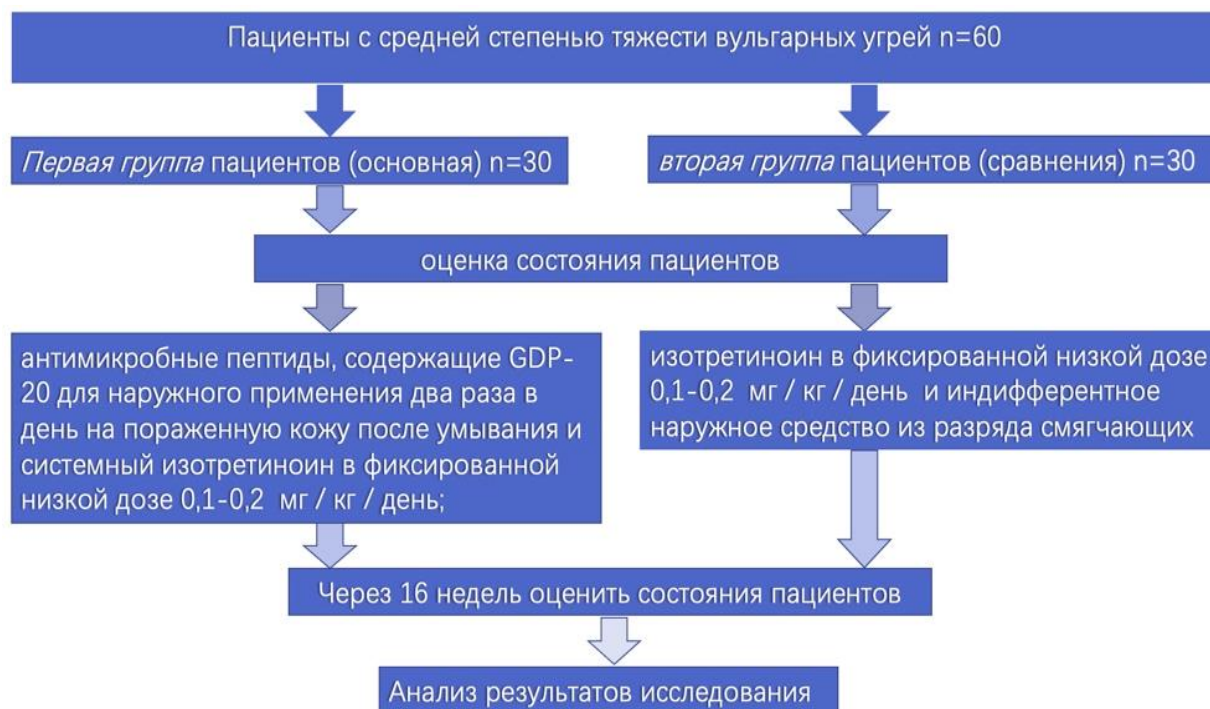 Пациенты с средней степенью тяжести вульгарных угрей n=60
Первая группа пациентов (основная) n=30
вторая группа пациентов (сравнения) n=30
оценка состояния пациентов
антимикробные пептиды, содержащие GDP-
20 для наружного применения два раза в
день на пораженную кожу после умывания и
системный изотретиноин в фиксированной
низкой дозе 0,1-0,2 мг / кг / день;
изотретиноин в фиксированной низкой дозе
0,1-0,2 мг / кг / день и индифферентное
наружное средство из разряда смягчающих
Через 16 недель оценить состояния пациентов
Анализ результатов исследования